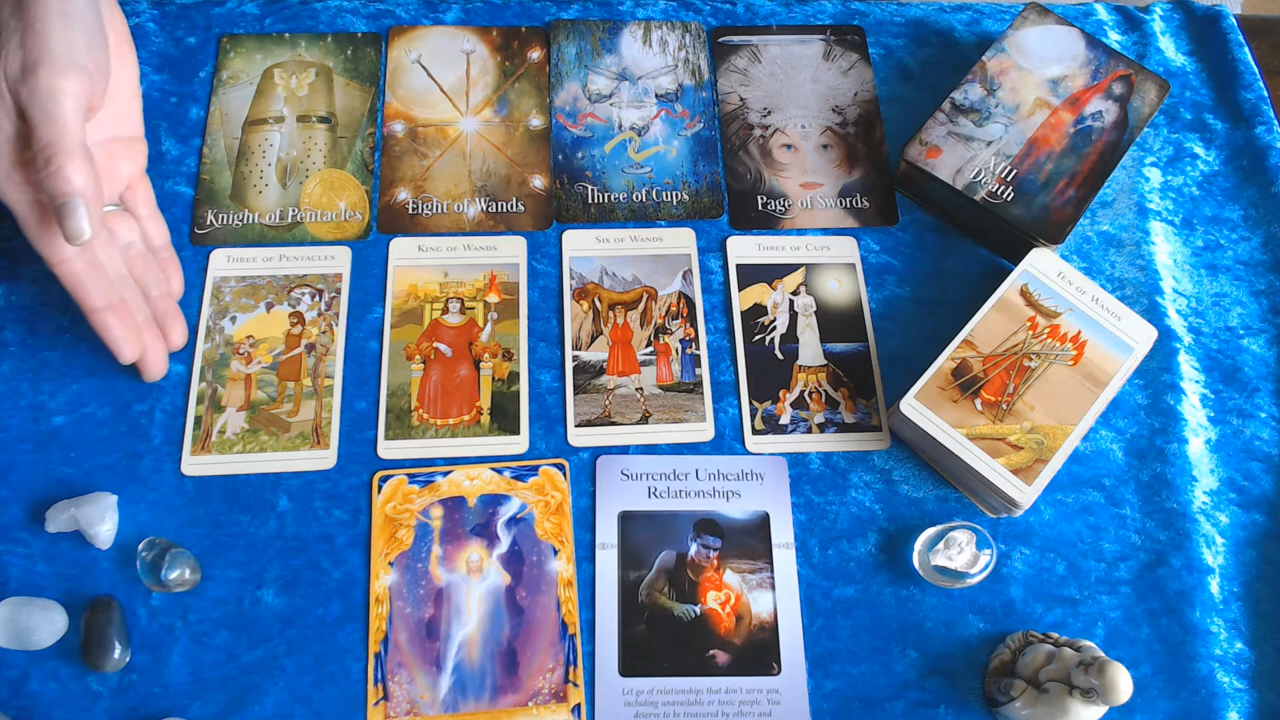 Knight of Pentacles
Eight of Wands
Three of Cups
Page of Swords
XIII
Death
Three of Pentacles
King of Wands
Six of Wands
Three of Cups
Ten of Wands
Surrender Unhealthy
Relationships
Let go of relationships that don't serve you,
including unavailable or toxic people. You
deserve to be treasured by others and